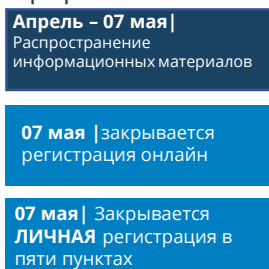 Апрель – 07 мая|
Распространение
информационных материалов
07 мая |закрывается
регистрация онлайн
07 мая| Закрывается
ЛИЧНАЯ регистрация в
пяти пунктах